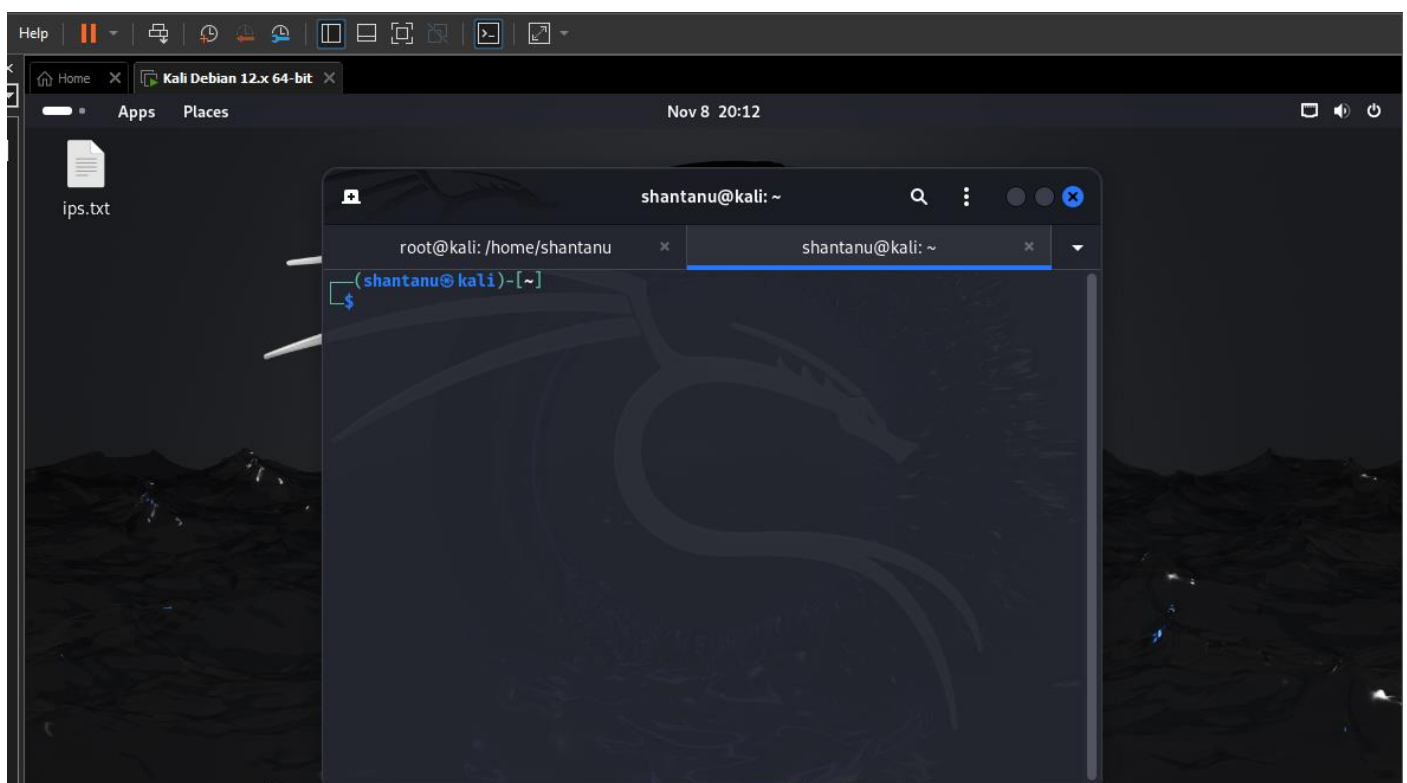 Help
Home Kali Debian 12.x 64-bit
Apps Places Nov 8 20:12
ips.txt
shantanu@kali: ~
root@kali: /home/shantanu shantanu@kali: ~
┌──(shantanu㉿kali)-[~]
└─$